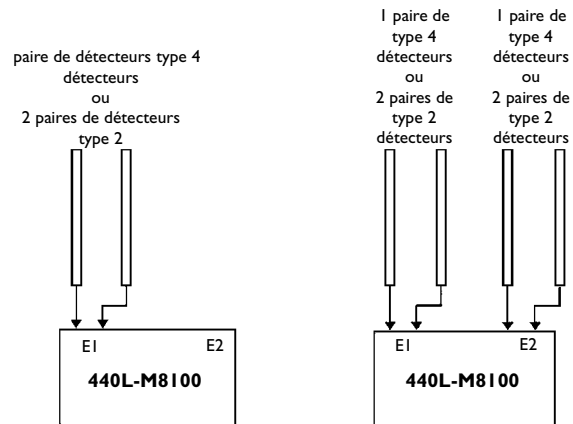 paire de détecteurs type 4
détecteurs
ou
2 paires de détecteurs
type 2
E1
E2
440L-M8100
1 paire de
type 4
détecteurs
ou
2 paires de
type 2
détecteurs
1 paire de
type 4
détecteurs
ou
2 paires de
type 2
détecteurs
E1
E2
440L-M8100